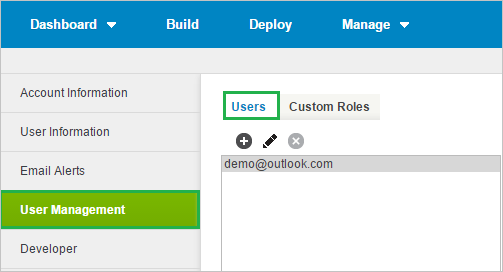 Dashboard Build Deploy Manage
Account Information
User Information
Email Alerts
User Management
Developer
Users Custom Roles
demo@outlook.com